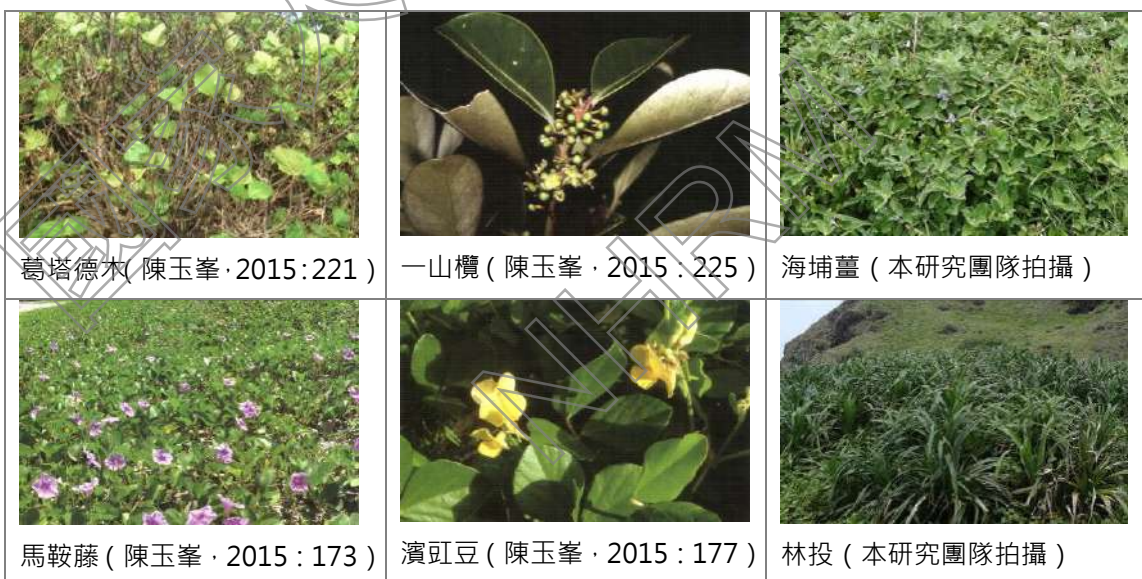 葛塔德木(陳玉峯,2015:221)
一山欖(陳玉峯,2015:225)
海埔薑(本研究團隊拍攝)
馬鞍藤(陳玉峯,2015:173)
濱豇豆(陳玉峯,2015:177)
林投(本研究團隊拍攝)